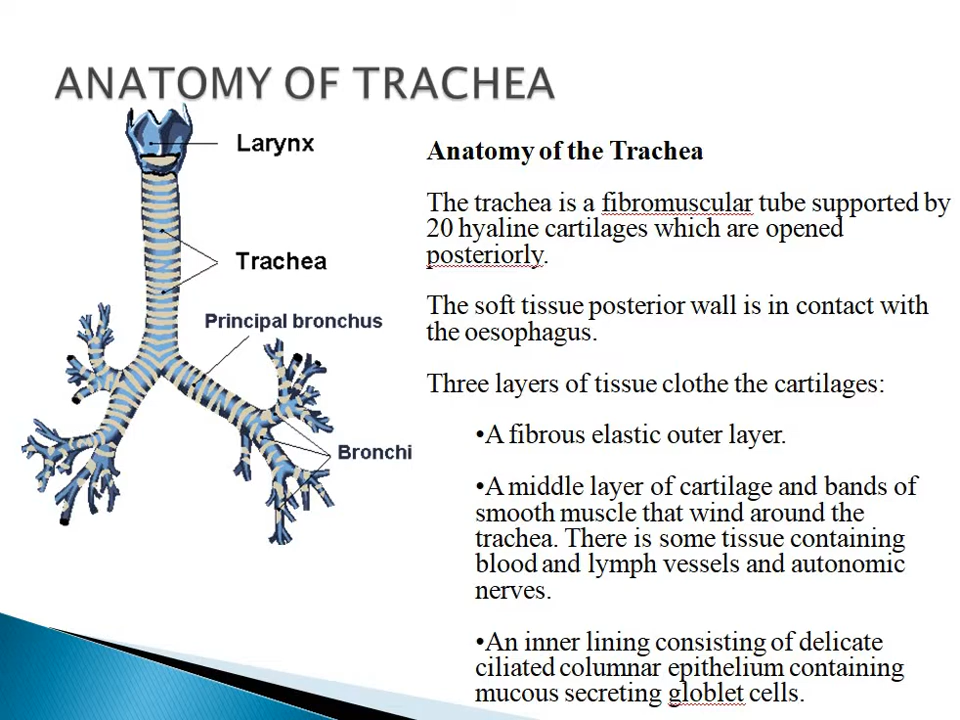 ANATOMY OF TRACHEA
Larynx
Trachea
Principal bronchus
Bronchi
Anatomy of the Trachea
The trachea is a fibromuscular tube supported by
20 hyaline cartilages which are opened
posteriorly.
The soft tissue posterior wall is in contact with
the oesophagus.
Three layers of tissue clothe the cartilages:
•A fibrous elastic outer layer.
•A middle layer of cartilage and bands of
smooth muscle that wind around the
trachea. There is some tissue containing
blood and lymph vessels and autonomic
nerves.
•An inner lining consisting of delicate
ciliated columnar epithelium containing
mucous secreting globlet cells.